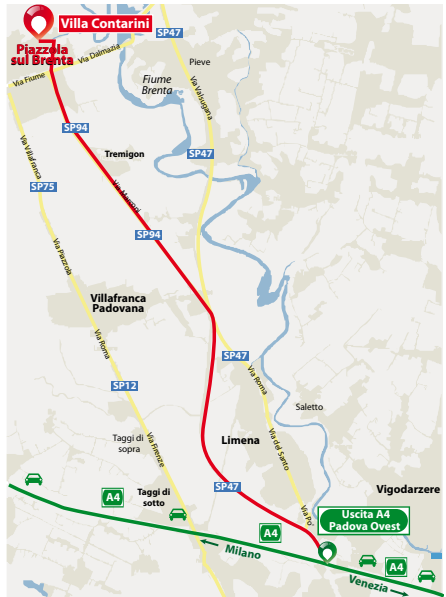 Villa Contarini
Piazzola
sul Brenta
SP47
Via Dalmazia
Pieve
Via Fiume
Fiume
Brenta
Via Valsugana
SP94
Via Villafranca
Tremigon
SP47
SP75
SP94
Via Piazzola
Villafranca
Padovana
Via Roma
SP47
Via Roma
SP12
Saletto
Taggi di
sopra
Via Firenze
Limena
Via del Santo
Taggi di
sotto
SP47
Vigodarzere
A4
Via Po
Uscita A4
Padova Ovest
A4
Milano
A4
Venezia